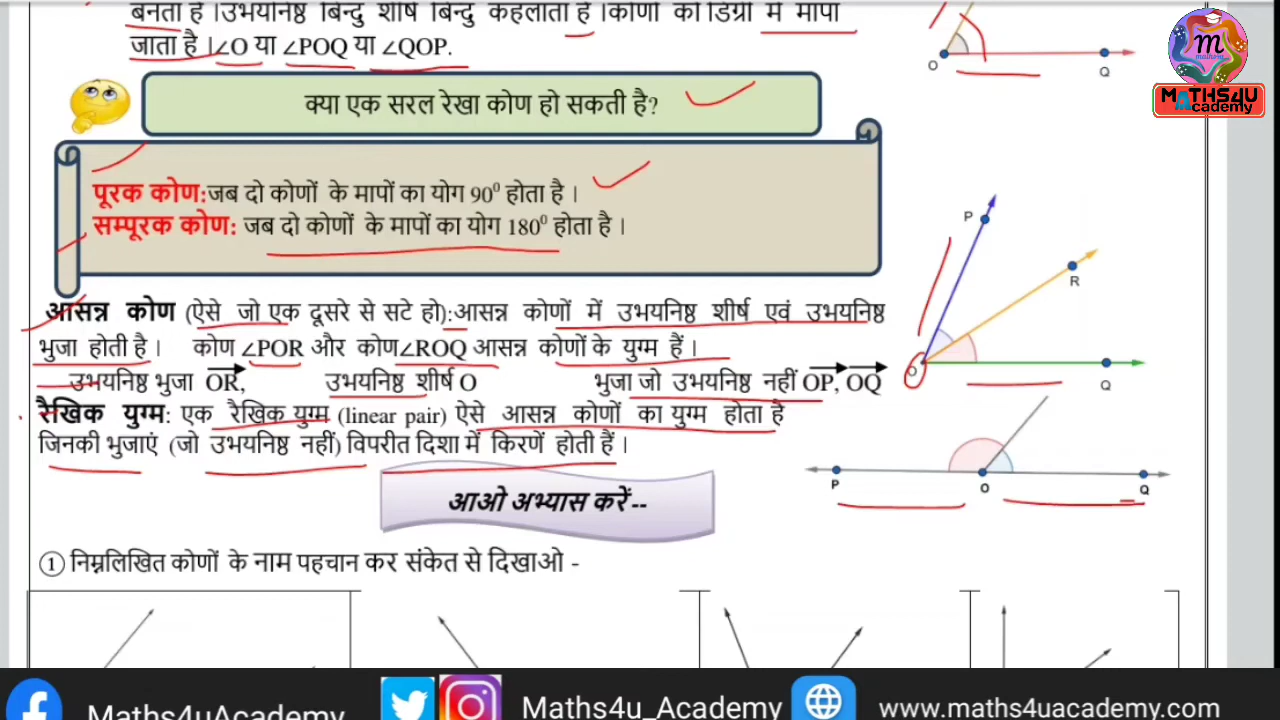 बनता है ।उभयनिष्ठ बिन्दु शीर्ष बिन्दु कहलाता है ।कोणों को डिग्री में मापा
जाता है ।∠O या ∠POQ या ∠QOP.
O
Q
m
maths4u
MATHS4U
Academy
क्या एक सरल रेखा कोण हो सकती है?
पूरक कोण:जब दो कोणों के मापों का योग 90⁰ होता है ।
सम्पूरक कोण: जब दो कोणों के मापों का योग 180⁰ होता है ।
P
R
O
Q
आसन्न कोण (ऐसे जो एक दूसरे से सटे हो):आसन्न कोणों में उभयनिष्ठ शीर्ष एवं उभयनिष्ठ
भुजा होती है । कोण ∠POR और कोण∠ROQ आसन्न कोणों के युग्म हैं ।
उभयनिष्ठ भुजा OR, उभयनिष्ठ शीर्ष O भुजा जो उभयनिष्ठ नहीं OP, OQ
रैखिक युग्म: एक रैखिक युग्म (linear pair) ऐसे आसन्न कोणों का युग्म होता है
जिनकी भुजाएं (जो उभयनिष्ठ नहीं) विपरीत दिशा में किरणें होती हैं ।
P
O
Q
आओ अभ्यास करें--
① निम्नलिखित कोणों के नाम पहचान कर संकेत से दिखाओ -
Maths4uAcademy
Maths4u_Academy
www.maths4uacademy.com